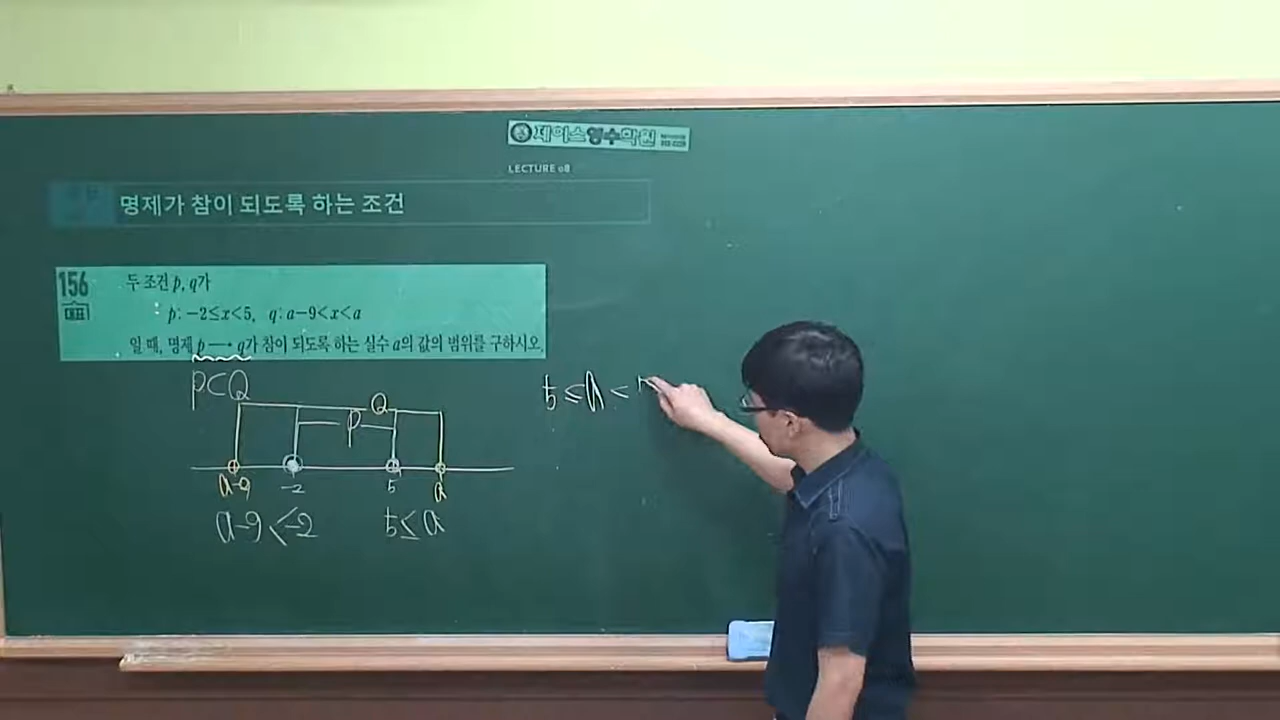 제이스영수학원
LECTURE 08
명제가 참이 되도록 하는 조건
156
두 조건 p, q가
p: -2≤x<5, q: a-9<x<a
일 때, 명제 p → q가 참이 되도록 하는 실수 a의 값의 범위를 구하시오.
P⊂Q
Q
P
a-9 -2 5 a
a-9<-2 5≤a
5≤a<